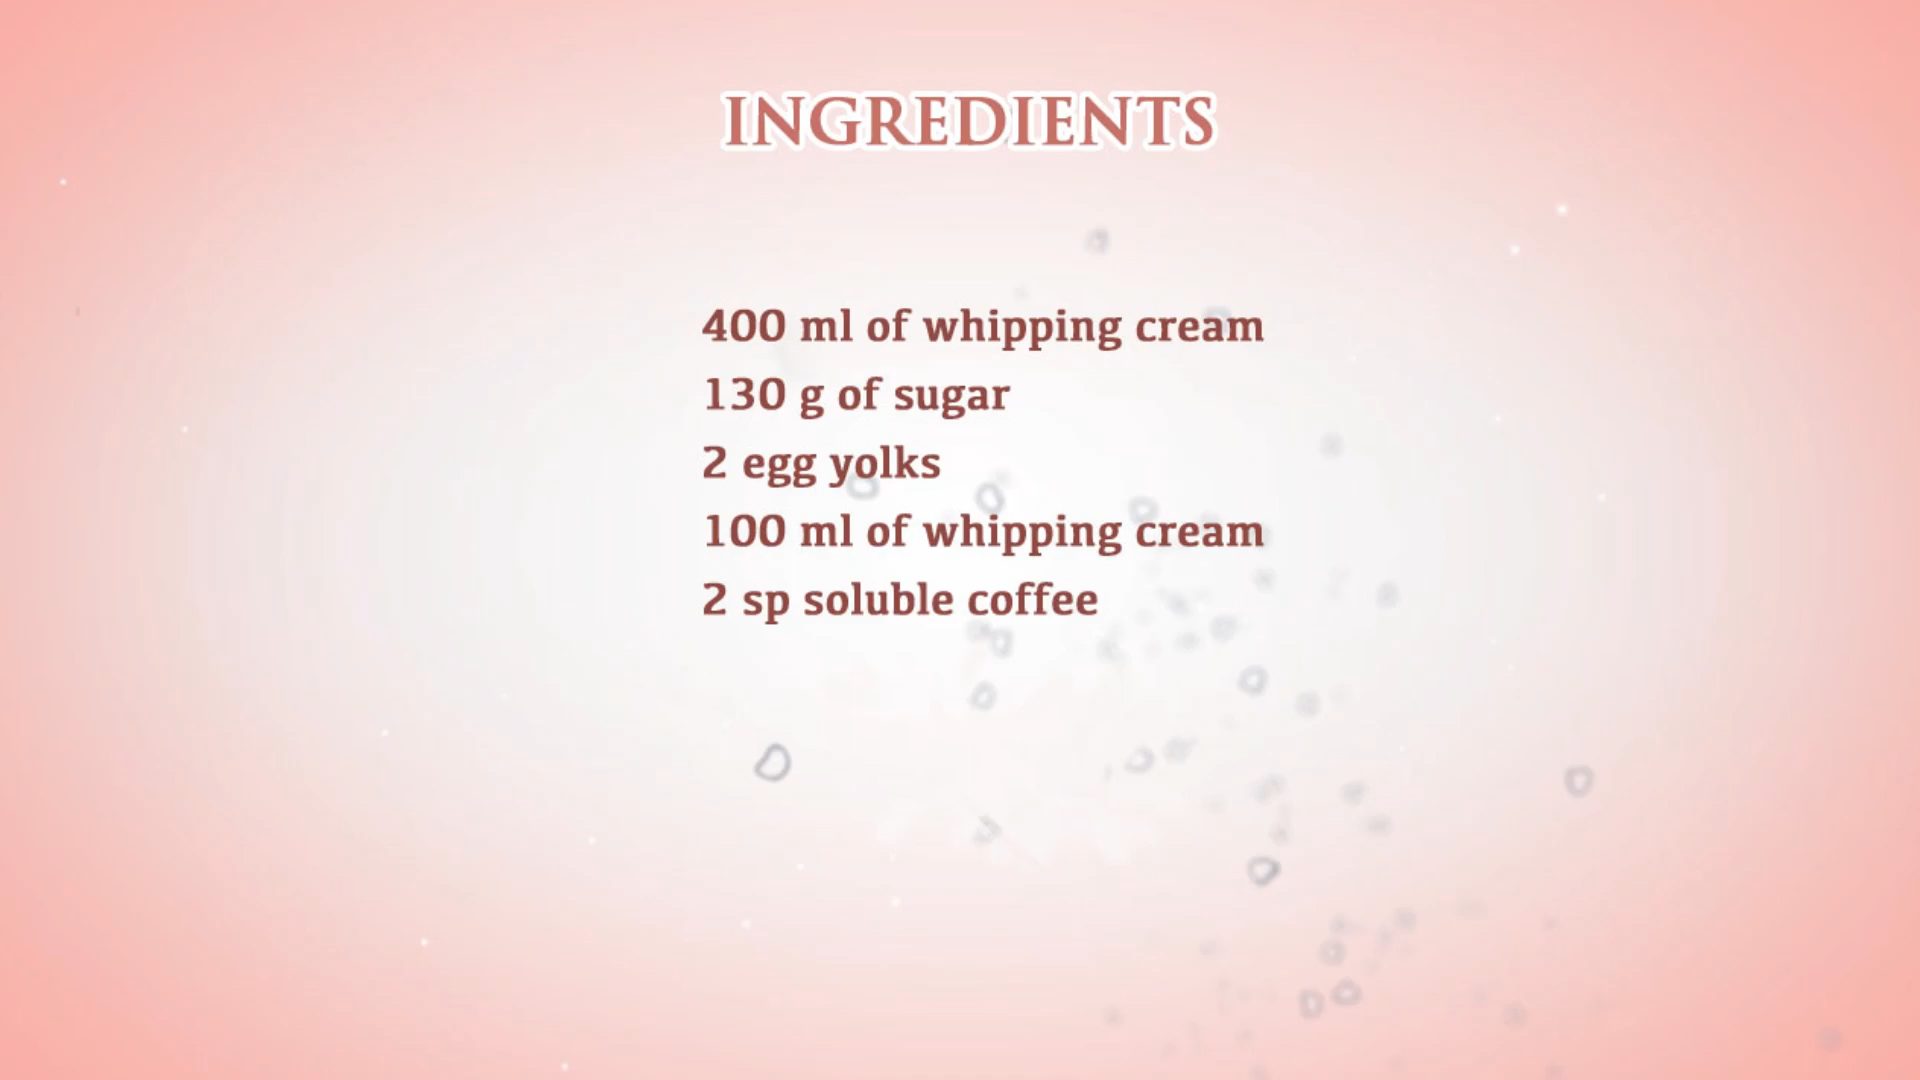 INGREDIENTS
400 ml of whipping cream
130 g of sugar
2 egg yolks
100 ml of whipping cream
2 sp soluble coffee